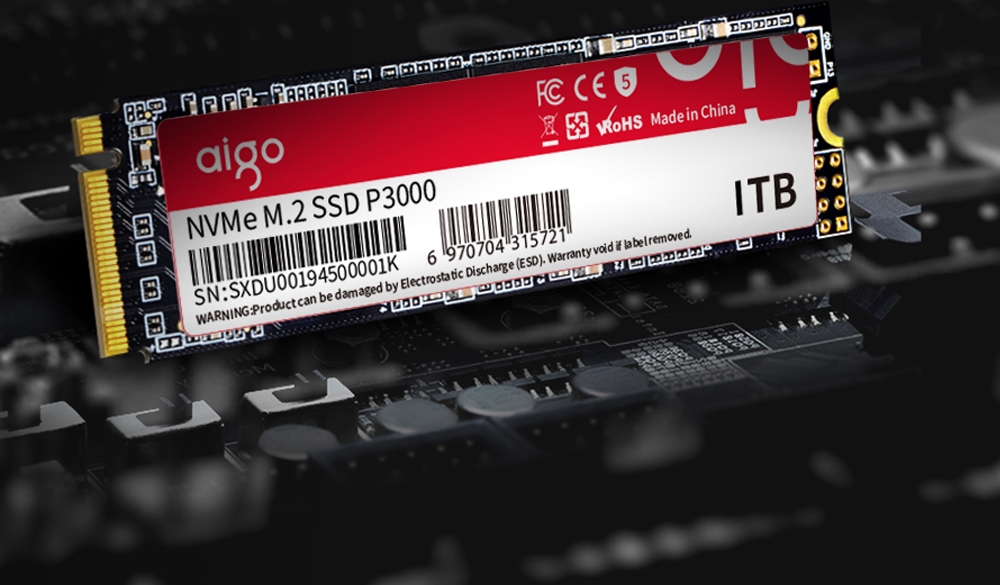 aigo
FC CE 5
RoHS Made in China
NVMe M.2 SSD P3000
1TB
SN:SXDU00194500001K
6 970704 315721
WARNING:Product can be damaged by Electrostatic Discharge (ESD). Warranty void if label removed.